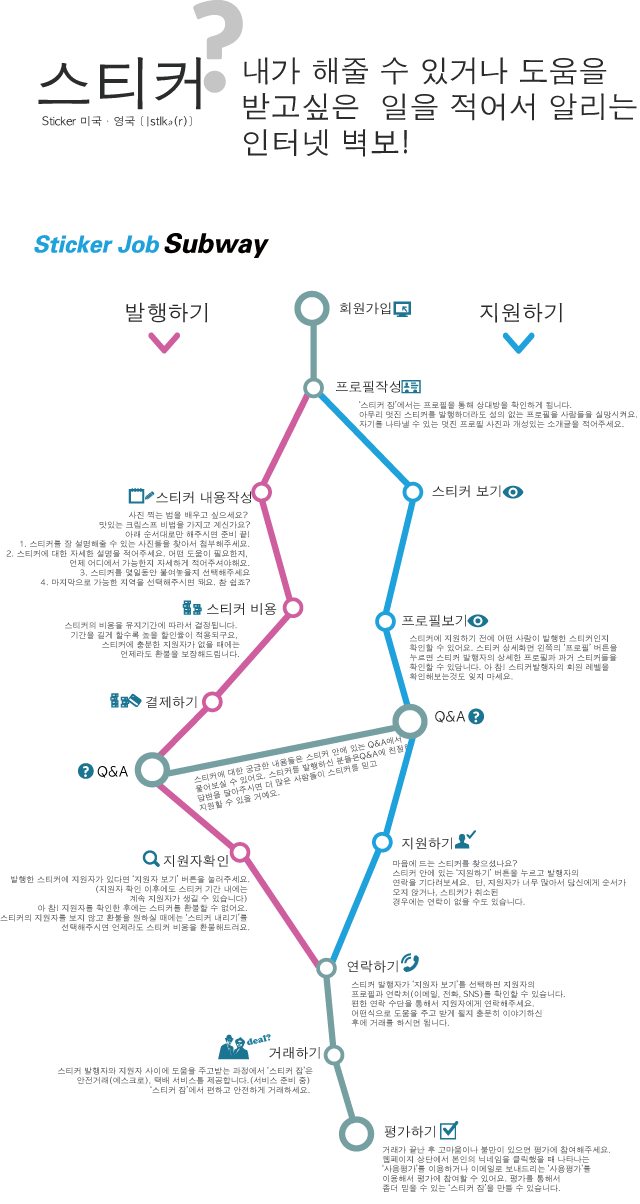 스티커?
Sticker 미국·영국 [|stIkə(r)]
내가 해줄 수 있거나 도움을
받고싶은 일을 적어서 알리는
인터넷 벽보!
Sticker Job Subway
발행하기
지원하기
회원가입
프로필작성
'스티커 잡'에서는 프로필을 통해 상대방을 확인하게 됩니다.
아무리 멋진 스티커를 발행하더라도 성의 없는 프로필을 사람들을 실망시켜요.
자기를 나타낼 수 있는 멋진 프로필 사진과 개성있는 소개글을 적어주세요.
스티커 내용작성
사진 찍는 법을 배우고 싶으세요?
맛있는 크림스프 비법을 가지고 계신가요?
아래 순서대로만 해주시면 준비 끝!
1. 스티커를 잘 설명해줄 수 있는 사진들을 찾아서 첨부해주세요.
2. 스티커에 대한 자세한 설명을 적어주세요. 어떤 도움이 필요한지,
언제 어디에서 가능한지 자세하게 적어주셔야해요.
3. 스티커를 몇일동안 붙여놓을지 선택해주세요
4. 마지막으로 가능한 지역을 선택해주시면 돼요. 참 쉽죠?
스티커 보기
스티커 비용
스티커의 비용을 유지기간에 따라서 결정됩니다.
기간을 길게 할수록 높을 할인율이 적용되구요,
스티커에 충문한 지원자가 없을 때에는
언제라도 환불을 보장해드립니다.
프로필보기
스티커에 지원하기 전에 어떤 사람이 발행한 스티커인지
확인할 수 있어요. 스티커 상세화면 왼쪽의 '프로필' 버튼을
누르면 스티커 발행자의 상세한 프로필과 과거 스티커들을
확인할 수 있답니다. 아 참! 스티커발행자의 회원 레벨을
확인해보는것도 잊지 마세요.
결제하기
Q&A
Q&A
스티커에 대한 궁금한 내용들은 스티커 안에 있는 Q&A에서
물어보실 수 있어요. 스티커를 발행하신 분들은Q&A에 친절한
답변을 달아주시면 더 많은 사람들이 스티커를 믿고
지원할 수 있을 거예요.
지원하기
마음에 드는 스티커를 찾으셨나요?
스티커 안에 있는 '지원하기' 버튼을 누르고 발행자의
연락을 기다려보세요. 단, 지원자가 너무 많아서 당신에게 순서가
오지 않거나, 스티커가 취소된
경우에는 연락이 없을 수도 있습니다.
지원자확인
발행한 스티커에 지원자가 있다면 '지원자 보기' 버튼을 눌러주세요.
(지원자 확인 이후에도 스티커 기간 내에는
계속 지원자가 생길 수 있습니다)
아 참! 지원자를 확인한 후에는 스티커를 환불할 수 없어요.
스티커의 지원자를 보지 않고 환불을 원하실 때에는 '스티커 내리기'를
선택해주시면 언제라도 스티커 비용을 환불해드려요.
연락하기
스티커 발행자가 '지원자 보기'를 선택하면 지원자의
프로필과 연락처(이메일, 전화, SNS)를 확인할 수 있습니다.
편한 연락 수단을 통해서 지원자에게 연락해주세요.
어떤식으로 도움을 주고 받게 될지 충분히 이야기하신
후에 거래를 하시면 됩니다.
deal?
거래하기
스티커 발행자의 지원자 사이에 도움을 주고받는 과정에서 '스티커 잡'은
안전거래(에스크로), 택배 서비스를 제공합니다.(서비스 준비 중)
'스티커 잡'에서 편하고 안전하게 거래하세요.
평가하기
거래가 끝난 후 고마움이나 불만이 있으면 평가에 참여해주세요.
웹페이지 상단에서 본인의 닉네임을 클릭했을 때 나타나는
'사용평가'를 이용하거나 이메일로 보내드리는 '사용평가'를
이용해서 평가에 참여할 수 있어요. 평가를 통해서
좀더 믿을 수 있는 '스티커 잡'을 만들 수 있습니다.